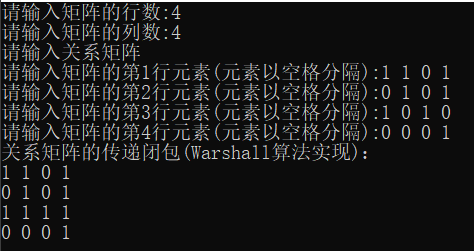 请输入矩阵的行数:4
请输入矩阵的列数:4
请输入关系矩阵
请输入矩阵的第1行元素(元素以空格分隔):1 1 0 1
请输入矩阵的第2行元素(元素以空格分隔):0 1 0 1
请输入矩阵的第3行元素(元素以空格分隔):1 0 1 0
请输入矩阵的第4行元素(元素以空格分隔):0 0 0 1
关系矩阵的传递闭包(Warshall算法实现):
1 1 0 1
0 1 0 1
1 1 1 1
0 0 0 1